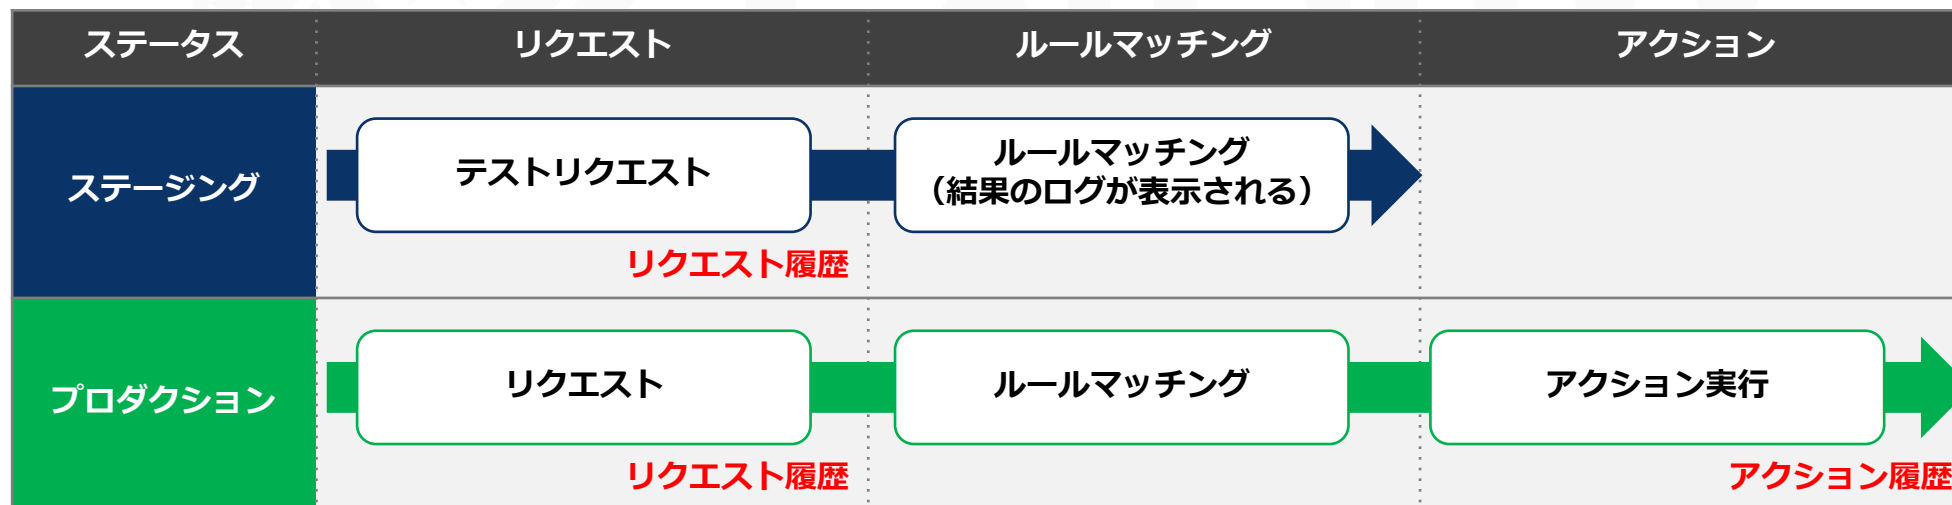 ステータス
リクエスト
ルールマッチング
アクション
ステージング
テストリクエスト
ルールマッチング
（結果のログが表示される）
リクエスト履歴
プロダクション
リクエスト
ルールマッチング
アクション実行
リクエスト履歴
アクション履歴